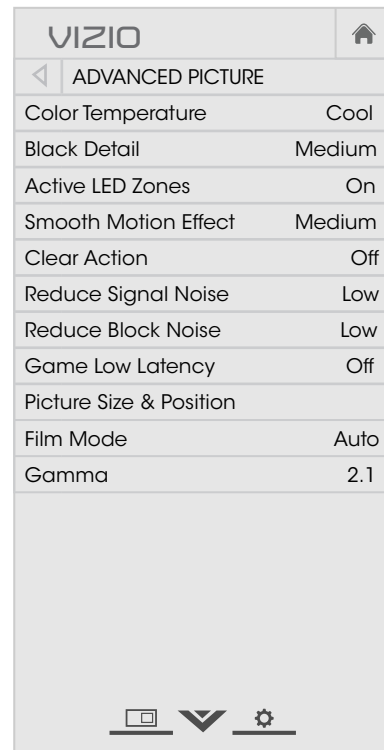 VIZIO
ADVANCED PICTURE
Color Temperature Cool
Black Detail Medium
Active LED Zones On
Smooth Motion Effect Medium
Clear Action Off
Reduce Signal Noise Low
Reduce Block Noise Low
Game Low Latency Off
Picture Size & Position
Film Mode Auto
Gamma 2.1